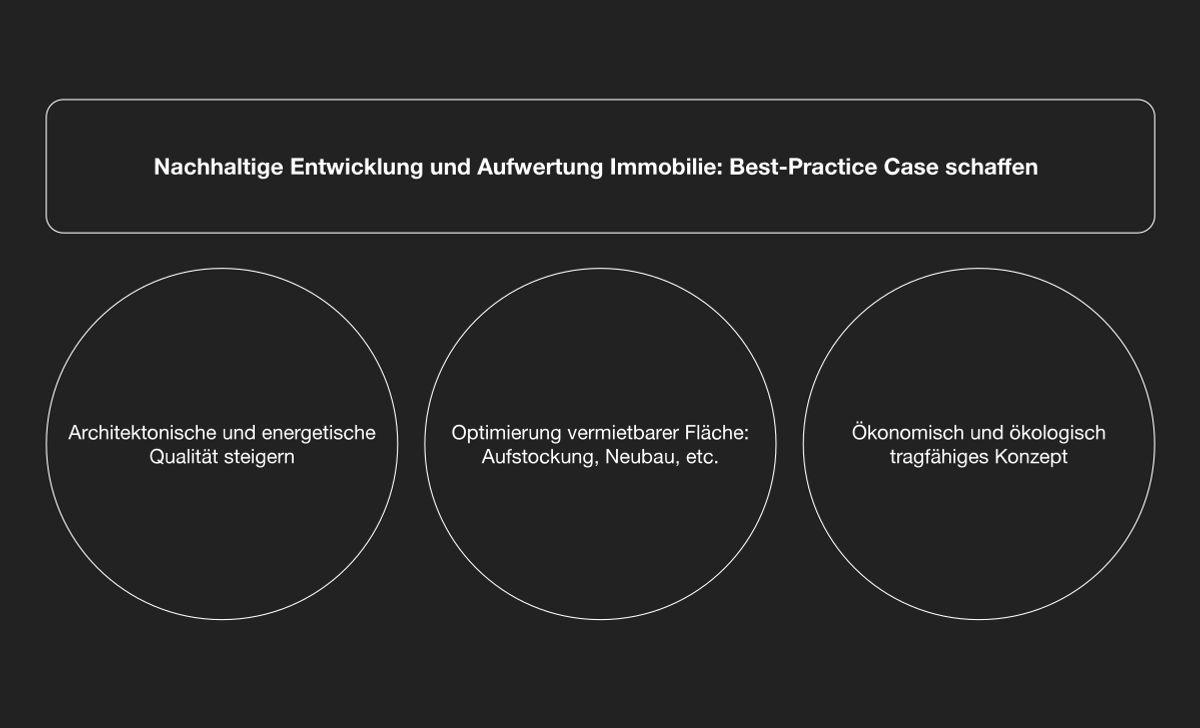 Nachhaltige Entwicklung und Aufwertung Immobilie: Best-Practice Case schaffen
Architektonische und energetische
Qualität steigern
Optimierung vermietbarer Fläche:
Aufstockung, Neubau, etc.
Ökonomisch und ökologisch
tragfähiges Konzept